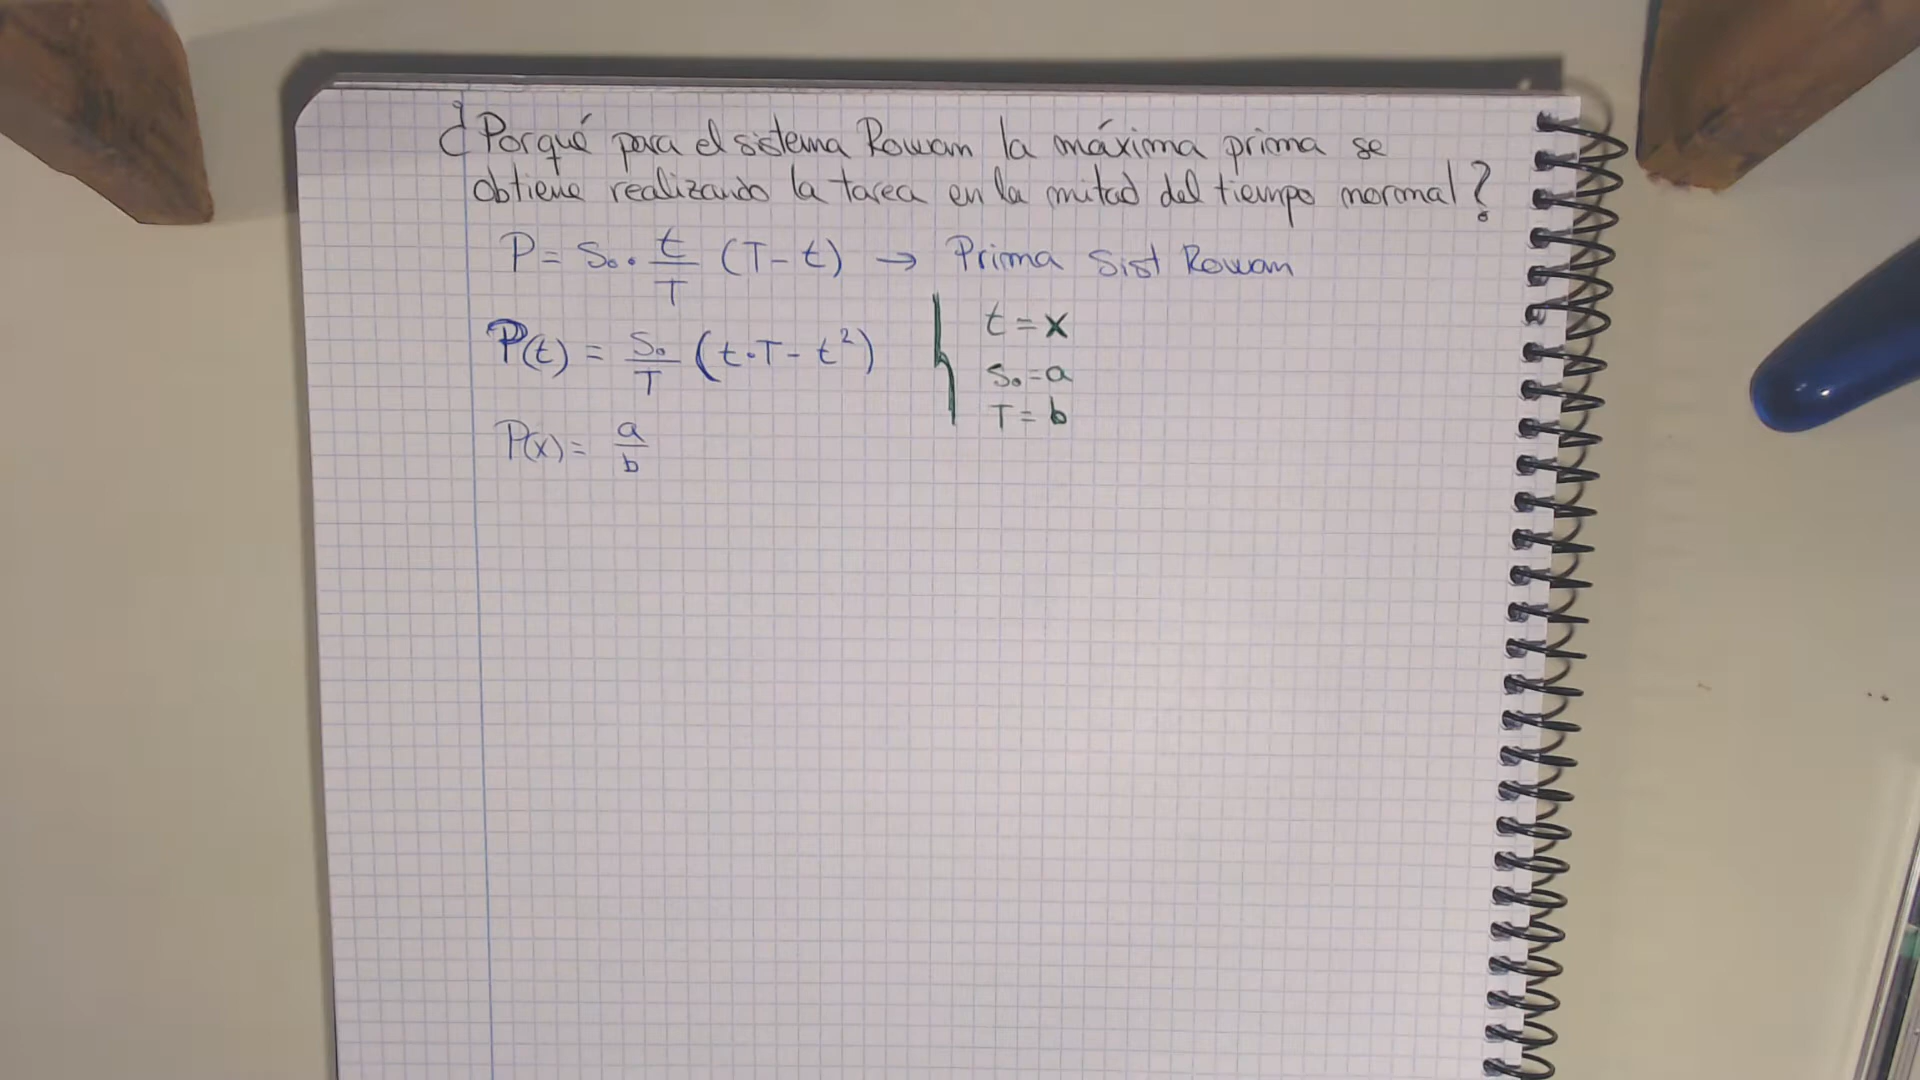 ¿Porqué para el sistema Rowan la máxima prima se
obtiene realizando la tarea en la mitad del tiempo normal?
P = S₀ · t/T (T - t) → Prima Sist Rowan
P(t) = S₀/T (t·T - t²)
t = x
S₀ = a
T = b
P(x) = a/b